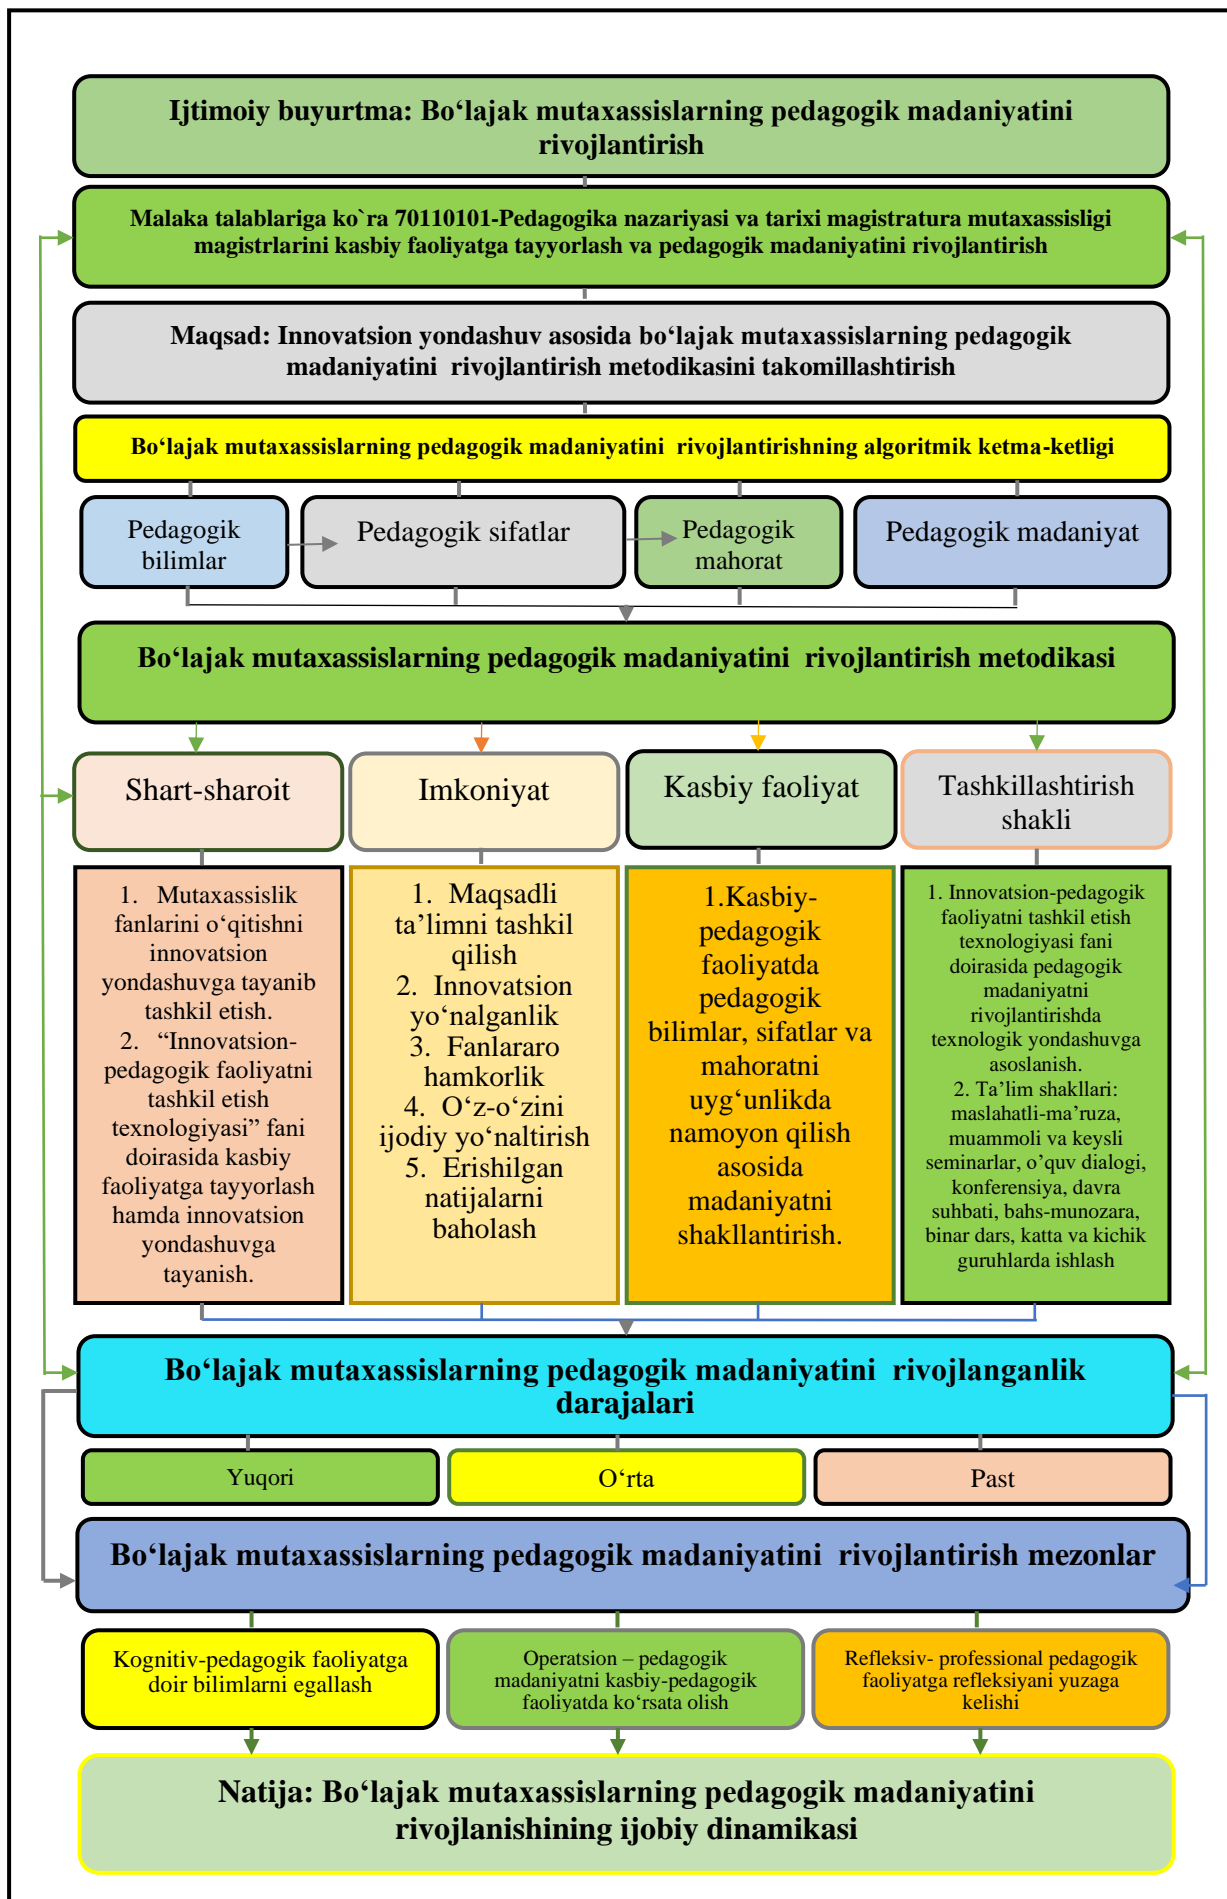 Ijtimoiy buyurtma: Bo‘lajak mutaxassislarning pedagogik madaniyatini
rivojlantirish
Malaka talablariga ko`ra 70110101-Pedagogika nazariyasi va tarixi magistratura mutaxassisligi
magistrlarini kasbiy faoliyatga tayyorlash va pedagogik madaniyatini rivojlantirish
Maqsad: Innovatsion yondashuv asosida bo‘lajak mutaxassislarning pedagogik
madaniyatini rivojlantirish metodikasini takomillashtirish
Bo‘lajak mutaxassislarning pedagogik madaniyatini rivojlantirishning algoritmik ketma-ketligi
Pedagogik
bilimlar
Pedagogik sifatlar
Pedagogik
mahorat
Pedagogik madaniyat
Bo‘lajak mutaxassislarning pedagogik madaniyatini rivojlantirish metodikasi
Shart-sharoit
Imkoniyat
Kasbiy faoliyat
Tashkillashtirish
shakli
1. Mutaxassislik
fanlarini o‘qitishni
innovatsion
yondashuvga tayanib
tashkil etish.
2. “Innovatsion-
pedagogik faoliyatni
tashkil etish
texnologiyasi” fani
doirasida kasbiy
faoliyatga tayyorlash
hamda innovatsion
yondashuvga
tayanish.
1. Maqsadli
ta’limni tashkil
qilish
2. Innovatsion
yo‘nalganlik
3. Fanlararo
hamkorlik
4. O‘z-o‘zini
ijodiy yo‘naltirish
5. Erishilgan
natijalarni
baholash
1.Kasbiy-
pedagogik
faoliyatda
pedagogik
bilimlar, sifatlar va
mahoratni
uyg‘unlikda
namoyon qilish
asosida
madaniyatni
shakllantirish.
1. Innovatsion-pedagogik
faoliyatni tashkil etish
texnologiyasi fani
doirasida pedagogik
madaniyatni
rivojlantirishda
texnologik yondashuvga
asoslanish.
2. Ta’lim shakllari:
maslahatli-ma’ruza,
muammoli va keysli
seminarlar, o’quv dialogi,
konferensiya, davra
suhbati, bahs-munozara,
binar dars, katta va kichik
guruhlarda ishlash
Bo‘lajak mutaxassislarning pedagogik madaniyatini rivojlanganlik
darajalari
Yuqori
O‘rta
Past
Bo‘lajak mutaxassislarning pedagogik madaniyatini rivojlantirish mezonlar
Kognitiv-pedagogik faoliyatga
doir bilimlarni egallash
Operatsion – pedagogik
madaniyatni kasbiy-pedagogik
faoliyatda ko‘rsata olish
Refleksiv- professional pedagogik
faoliyatga refleksiyani yuzaga
kelishi
Natija: Bo‘lajak mutaxassislarning pedagogik madaniyatini
rivojlanishining ijobiy dinamikasi